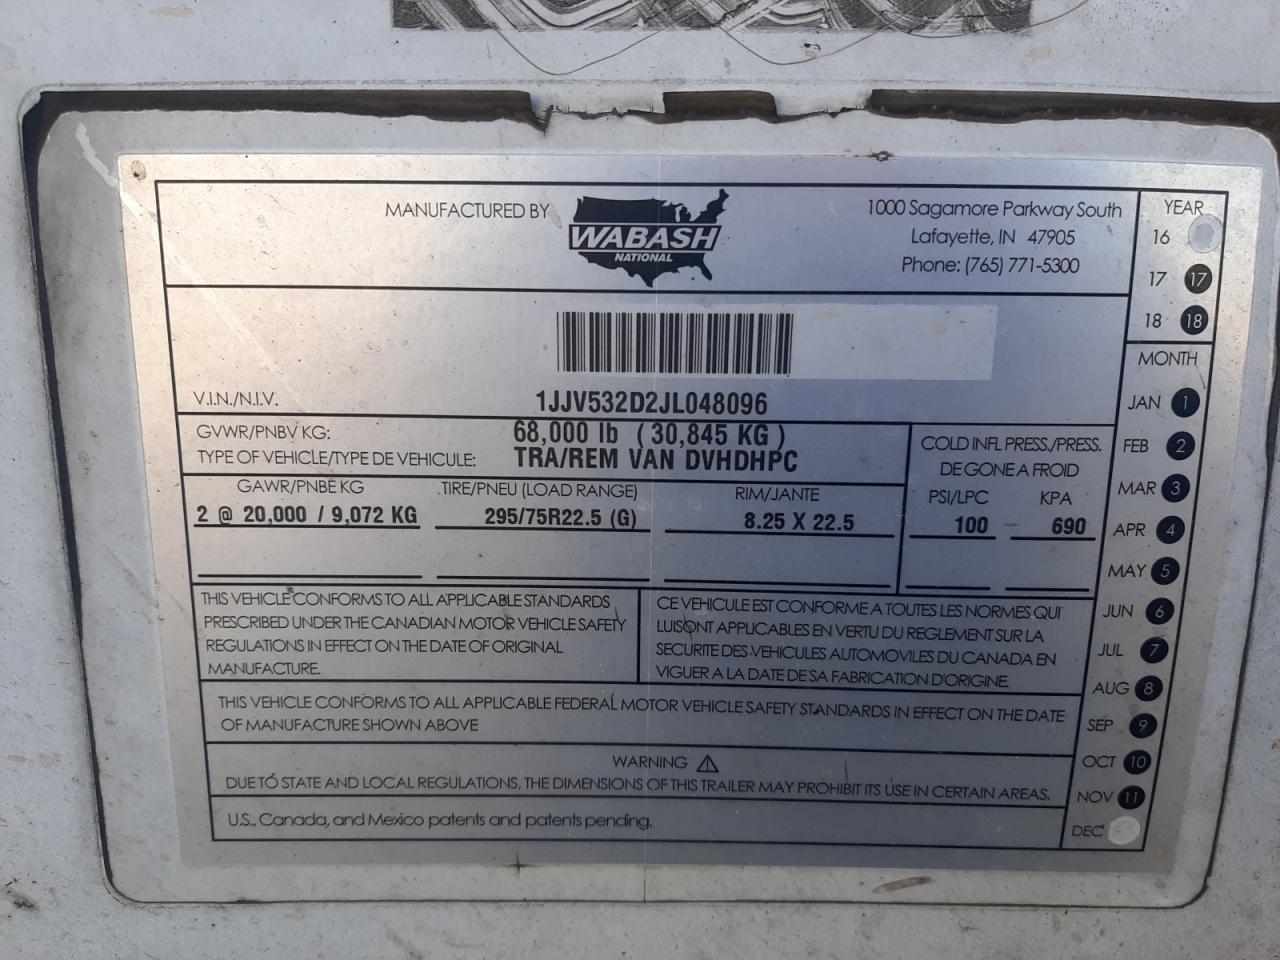 MANUFACTURED BY
WABASH
NATIONAL
1000 Sagamore Parkway South
Lafayette, IN 47905
Phone: (765) 771-5300
V.I.N./N.I.V. 1JJV532D2JL048096
GVWR/PNBV KG: 68,000 lb ( 30,845 KG )
TYPE OF VEHICLE/TYPE DE VEHICULE: TRA/REM VAN DVHDHPC
GAWR/PNBE KG TIRE/PNEU (LOAD RANGE) RIM/JANTE
2 @ 20,000 / 9,072 KG 295/75R22.5 (G) 8.25 X 22.5
COLD INFL PRESS./PRESS.
DE GONE A FROID
PSI/LPC KPA
100 690
THIS VEHICLE CONFORMS TO ALL APPLICABLE STANDARDS
PRESCRIBED UNDER THE CANADIAN MOTOR VEHICLE SAFETY
REGULATIONS IN EFFECT ON THE DATE OF ORIGINAL
MANUFACTURE.
CE VEHICULE EST CONFORME A TOUTES LES NORMES QUI
LUISONT APPLICABLES EN VERTU DU REGLEMENT SUR LA
SECURITE DES VEHICULES AUTOMOVILES DU CANADA EN
VIGUER A LA DATE DE SA FABRICATION D'ORIGINE.
THIS VEHICLE CONFORMS TO ALL APPLICABLE FEDERAL MOTOR VEHICLE SAFETY STANDARDS IN EFFECT ON THE DATE
OF MANUFACTURE SHOWN ABOVE
WARNING
DUE TO STATE AND LOCAL REGULATIONS, THE DIMENSIONS OF THIS TRAILER MAY PROHIBIT ITS USE IN CERTAIN AREAS.
U.S., Canada, and Mexico patents and patents pending.
YEAR
16
17 17
18 18
MONTH
JAN 1
FEB 2
MAR 3
APR 4
MAY 5
JUN 6
JUL 7
AUG 8
SEP 9
OCT 10
NOV 11
DEC